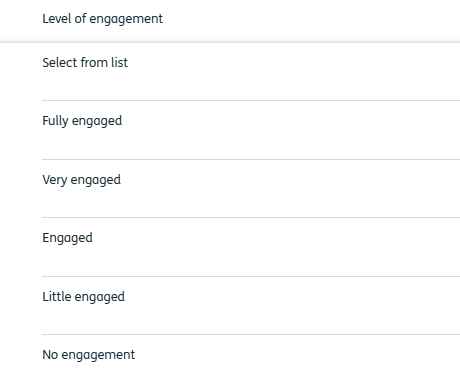 Level of engagement
Select from list
Fully engaged
Very engaged
Engaged
Little engaged
No engagement